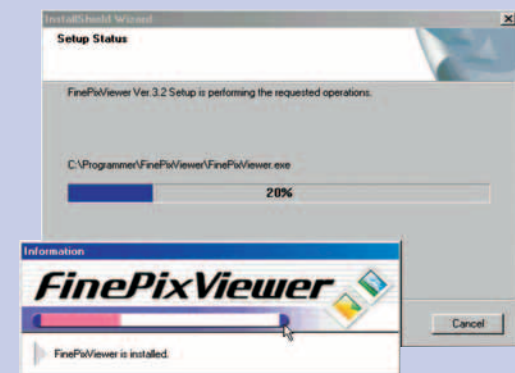 InstallShield Wizard
Setup Status
FinePixViewer Ver.3.2 Setup is performing the requested operations.
C:\Programmer\FinePixViewer\FinePixViewer.exe
20%
Information
FinePixViewer
FinePixViewer is installed.
Cancel